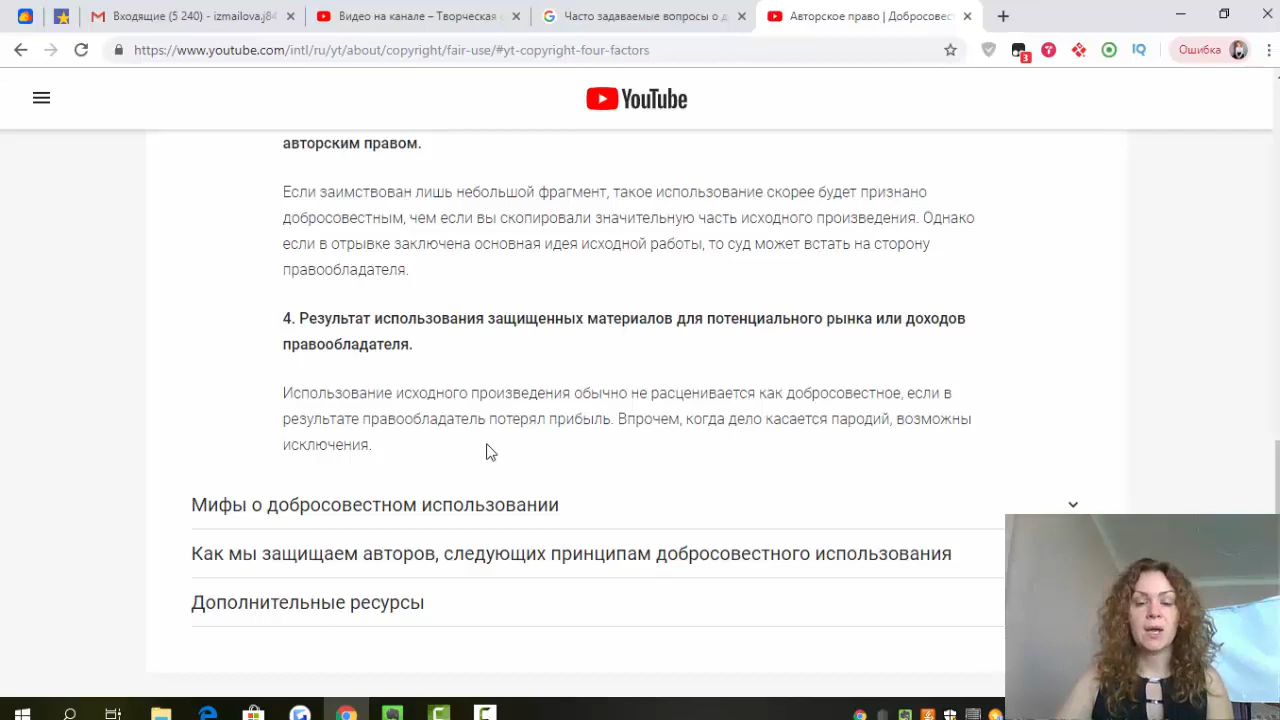 Входящие (5 240) - izmailova.j84
Видео на канале – Творческая
Часто задаваемые вопросы о д
Авторское право | Добросовест
https://www.youtube.com/intl/ru/yt/about/copyright/fair-use/#yt-copyright-four-factors
3
IQ
Ошибка
YouTube
авторским правом.
Если заимствован лишь небольшой фрагмент, такое использование скорее будет признано
добросовестным, чем если вы скопировали значительную часть исходного произведения. Однако
если в отрывке заключена основная идея исходной работы, то суд может встать на сторону
правообладателя.
4. Результат использования защищенных материалов для потенциального рынка или доходов
правообладателя.
Использование исходного произведения обычно не расценивается как добросовестное, если в
результате правообладатель потерял прибыль. Впрочем, когда дело касается пародий, возможны
исключения.
Мифы о добросовестном использовании
Как мы защищаем авторов, следующих принципам добросовестного использования
Дополнительные ресурсы